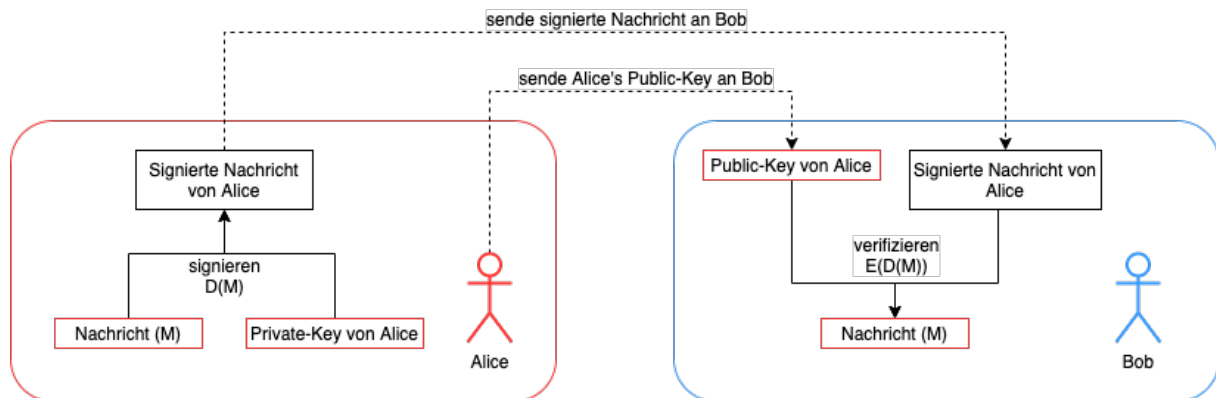 sende signierte Nachricht an Bob
sende Alice's Public-Key an Bob
Signierte Nachricht
von Alice
signieren
D(M)
Nachricht (M)
Private-Key von Alice
Alice
Public-Key von Alice
Signierte Nachricht von
Alice
verifizieren
E(D(M))
Nachricht (M)
Bob